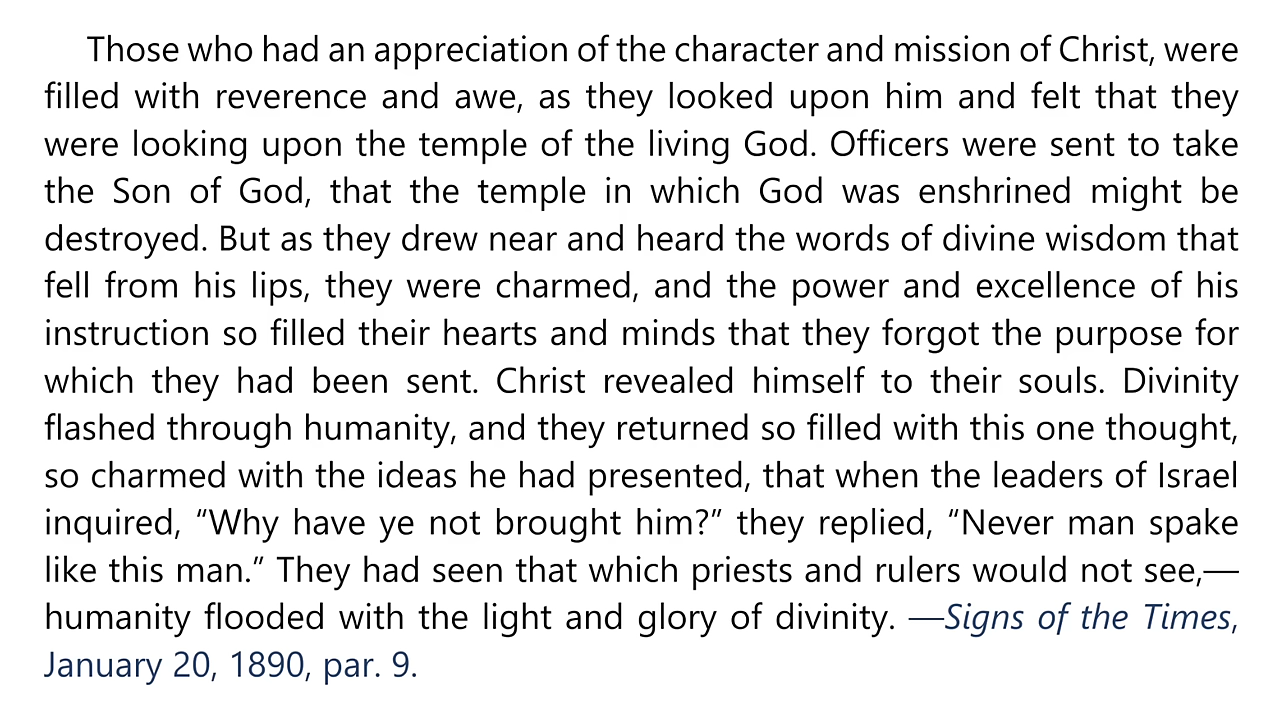 Those who had an appreciation of the character and mission of Christ, were
filled with reverence and awe, as they looked upon him and felt that they
were looking upon the temple of the living God. Officers were sent to take
the Son of God, that the temple in which God was enshrined might be
destroyed. But as they drew near and heard the words of divine wisdom that
fell from his lips, they were charmed, and the power and excellence of his
instruction so filled their hearts and minds that they forgot the purpose for
which they had been sent. Christ revealed himself to their souls. Divinity
flashed through humanity, and they returned so filled with this one thought,
so charmed with the ideas he had presented, that when the leaders of Israel
inquired, “Why have ye not brought him?” they replied, “Never man spake
like this man.” They had seen that which priests and rulers would not see,—
humanity flooded with the light and glory of divinity. —Signs of the Times,
January 20, 1890, par. 9.